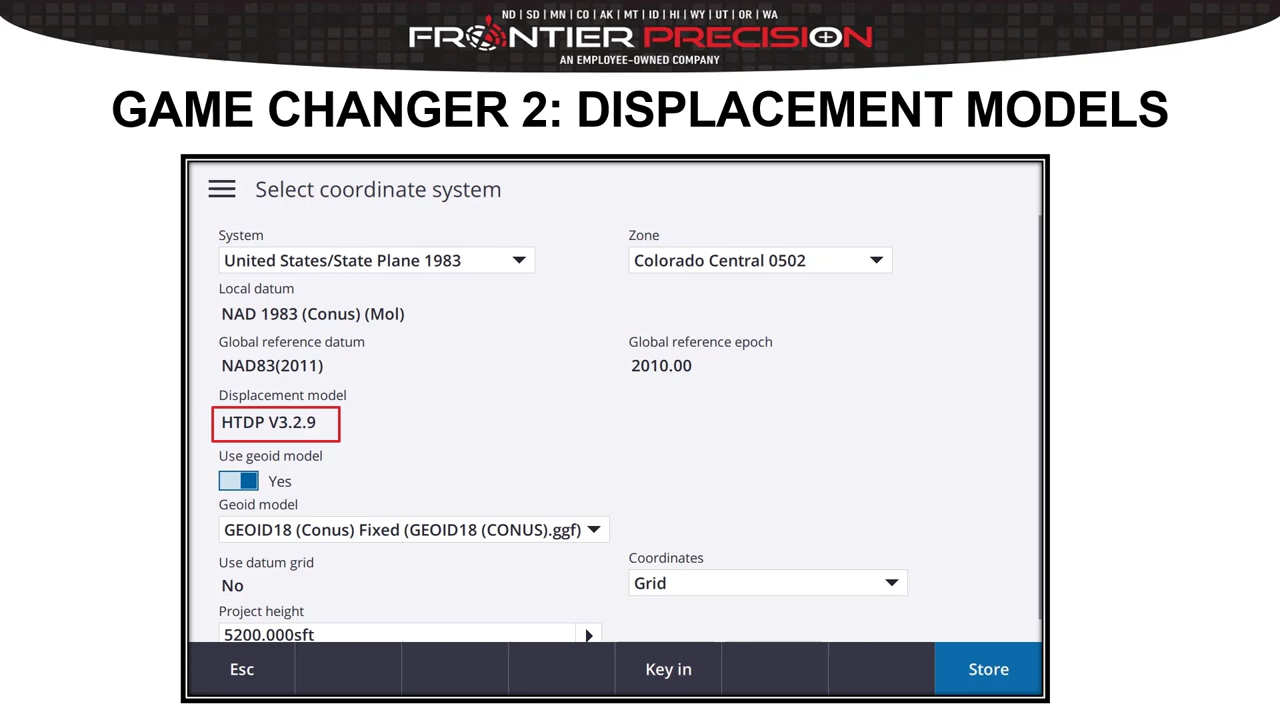 ND | SD | MN | CO | AK | MT | ID | HI | WY | UT | OR | WA
FRONTIER PRECISION
AN EMPLOYEE-OWNED COMPANY
GAME CHANGER 2: DISPLACEMENT MODELS
Select coordinate system
System
Zone
United States/State Plane 1983
Colorado Central 0502
Local datum
NAD 1983 (Conus) (Mol)
Global reference datum
Global reference epoch
NAD83(2011)
2010.00
Displacement model
HTDP V3.2.9
Use geoid model
Yes
Geoid model
GEOID18 (Conus) Fixed (GEOID18 (CONUS).ggf)
Use datum grid
Coordinates
No
Grid
Project height
5200.000sft
Esc
Key in
Store